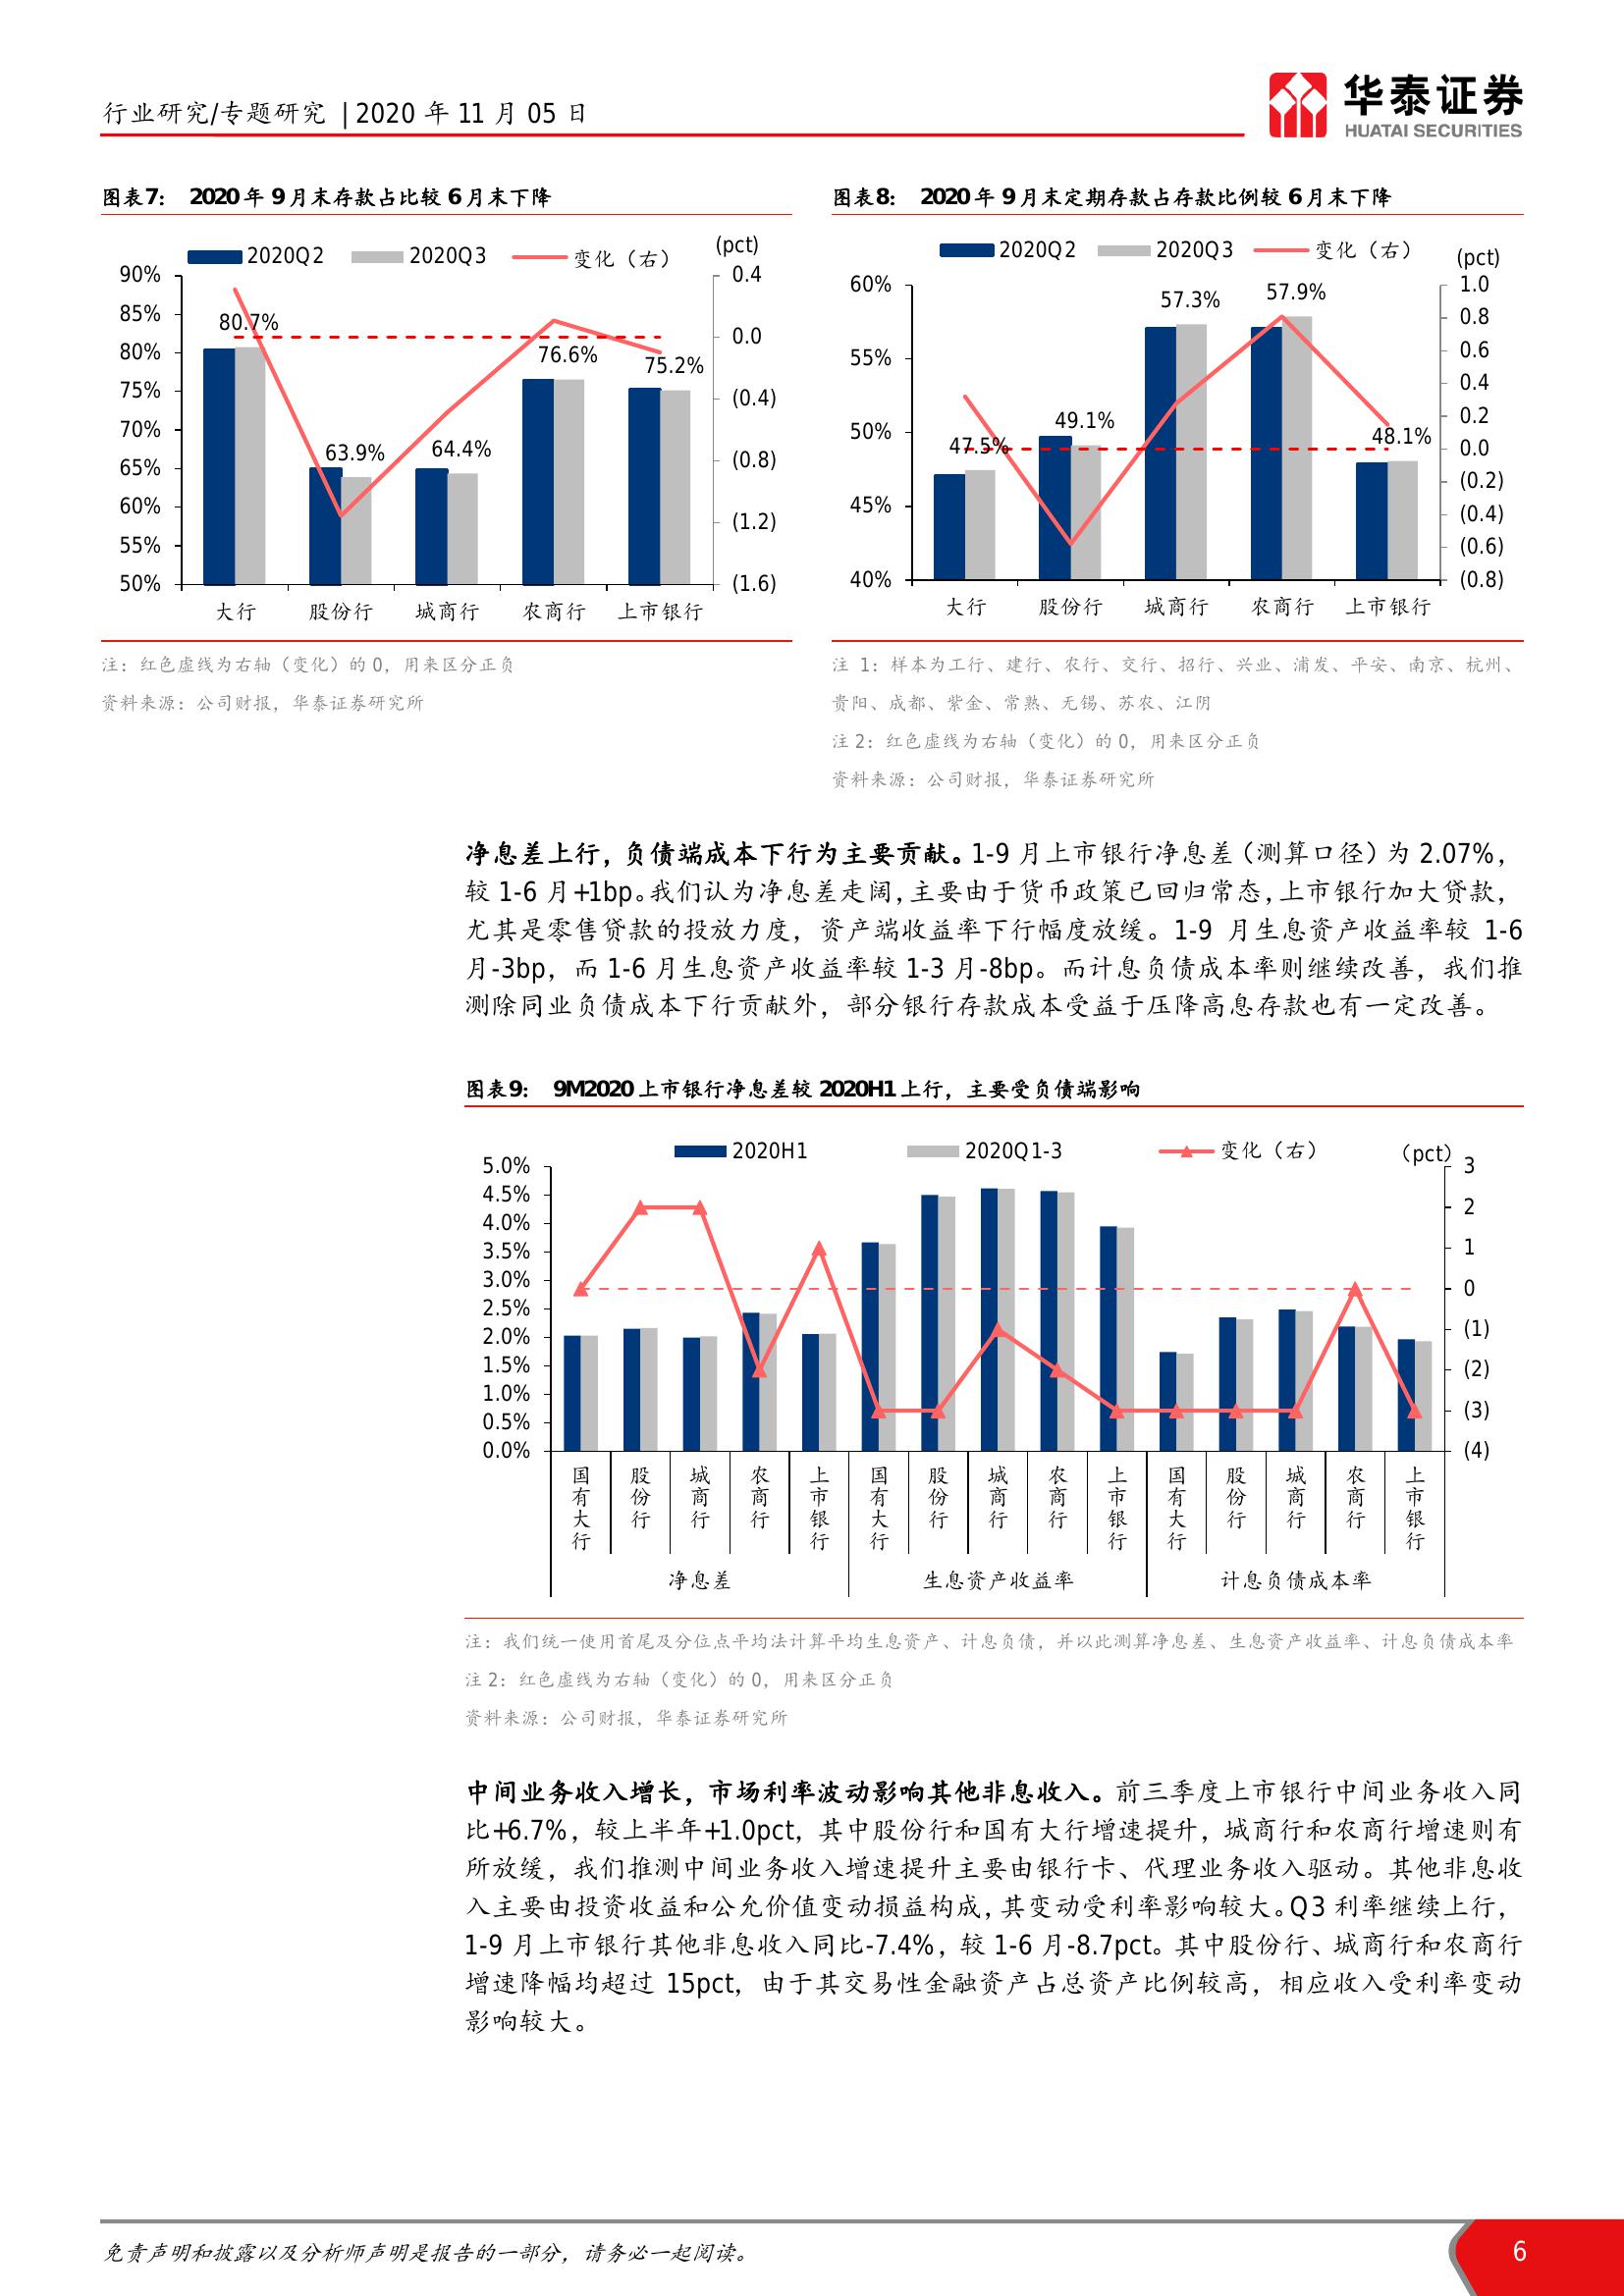 行业研究/专题研究 | 2020 年 11 月 05 日
华泰证券
HUATAI SECURITIES
图表7: 2020 年 9 月末存款占比较 6 月末下降
2020Q2 2020Q3 变化（右） (pct)
90% 85% 80% 75% 70% 65% 60% 55% 50%
80.7% 63.9% 64.4% 76.6% 75.2%
0.4 0.0 (0.4) (0.8) (1.2) (1.6)
大行 股份行 城商行 农商行 上市银行
注：红色虚线为右轴（变化）的 0，用来区分正负
资料来源：公司财报，华泰证券研究所
图表8: 2020 年 9 月末定期存款占存款比例较 6 月末下降
2020Q2 2020Q3 变化（右） (pct)
60% 55% 50% 45% 40%
47.5% 49.1% 57.3% 57.9% 48.1%
1.0 0.8 0.6 0.4 0.2 0.0 (0.2) (0.4) (0.6) (0.8)
大行 股份行 城商行 农商行 上市银行
注 1：样本为工行、建行、农行、交行、招行、兴业、浦发、平安、南京、杭州、
贵阳、成都、紫金、常熟、无锡、苏农、江阴
注 2：红色虚线为右轴（变化）的 0，用来区分正负
资料来源：公司财报，华泰证券研究所
净息差上行，负债端成本下行为主要贡献。1-9 月上市银行净息差（测算口径）为 2.07%，
较 1-6 月+1bp。我们认为净息差走阔，主要由于货币政策已回归常态，上市银行加大贷款，
尤其是零售贷款的投放力度，资产端收益率下行幅度放缓。1-9 月生息资产收益率较 1-6
月-3bp，而 1-6 月生息资产收益率较 1-3 月-8bp。而计息负债成本率则继续改善，我们推
测除同业负债成本下行贡献外，部分银行存款成本受益于压降高息存款也有一定改善。
图表9: 9M2020 上市银行净息差较 2020H1 上行，主要受负债端影响
2020H1 2020Q1-3 变化（右） （pct）
5.0% 4.5% 4.0% 3.5% 3.0% 2.5% 2.0% 1.5% 1.0% 0.5% 0.0%
3 2 1 0 (1) (2) (3) (4)
国有大行 股份行 城商行 农商行 上市银行 国有大行 股份行 城商行 农商行 上市银行 国有大行 股份行 城商行 农商行 上市银行
净息差 生息资产收益率 计息负债成本率
注：我们统一使用首尾及分位点平均法计算平均生息资产、计息负债，并以此测算净息差、生息资产收益率、计息负债成本率
注 2：红色虚线为右轴（变化）的 0，用来区分正负
资料来源：公司财报，华泰证券研究所
中间业务收入增长，市场利率波动影响其他非息收入。前三季度上市银行中间业务收入同
比+6.7%，较上半年+1.0pct，其中股份行和国有大行增速提升，城商行和农商行增速则有
所放缓，我们推测中间业务收入增速提升主要由银行卡、代理业务收入驱动。其他非息收
入主要由投资收益和公允价值变动损益构成，其变动受利率影响较大。Q3 利率继续上行，
1-9 月上市银行其他非息收入同比-7.4%，较 1-6 月-8.7pct。其中股份行、城商行和农商行
增速降幅均超过 15pct，由于其交易性金融资产占总资产比例较高，相应收入受利率变动
影响较大。
免责声明和披露以及分析师声明是报告的一部分，请务必一起阅读。
6